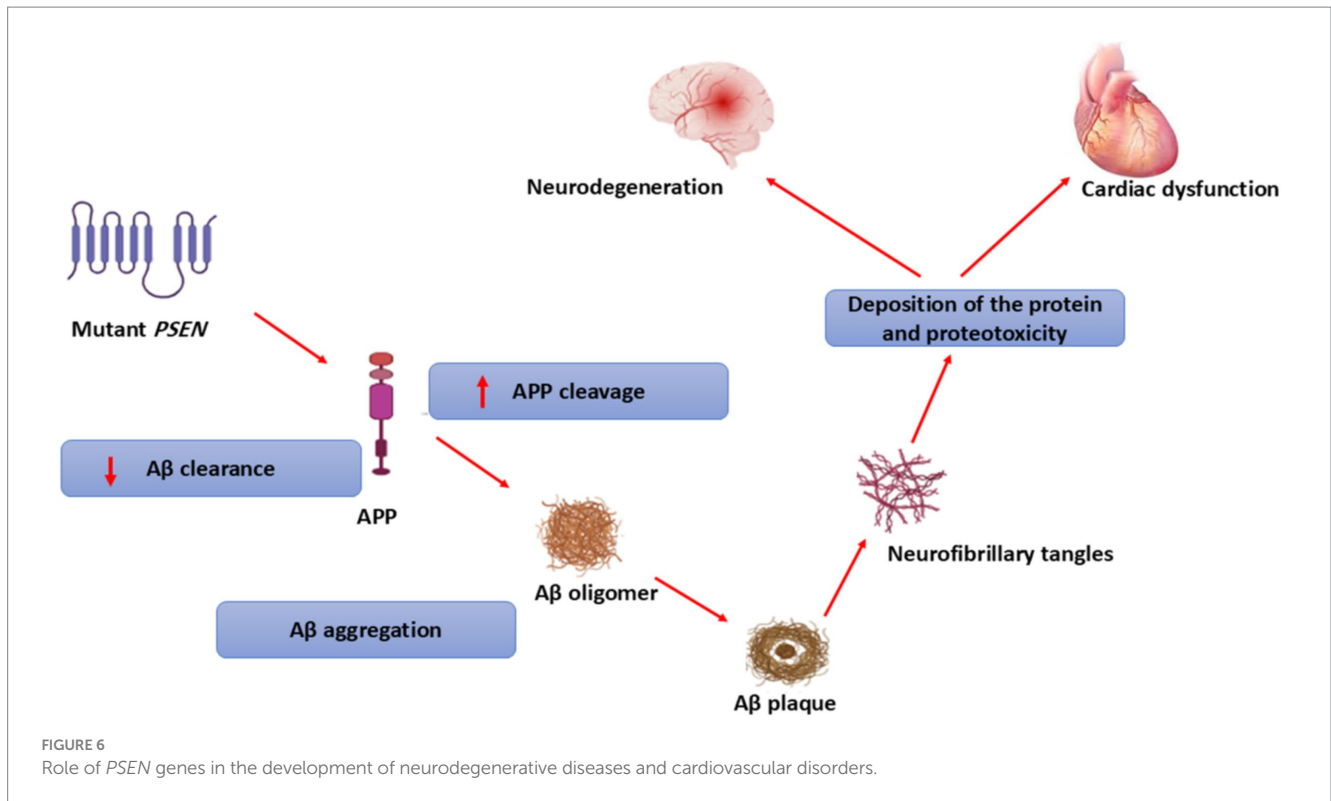 Neurodegeneration
Cardiac dysfunction
Mutant PSEN
Deposition of the protein
and proteotoxicity
APP cleavage
Aβ clearance
APP
Neurofibrillary tangles
Aβ oligomer
Aβ aggregation
Aβ plaque
FIGURE 6
Role of PSEN genes in the development of neurodegenerative diseases and cardiovascular disorders.